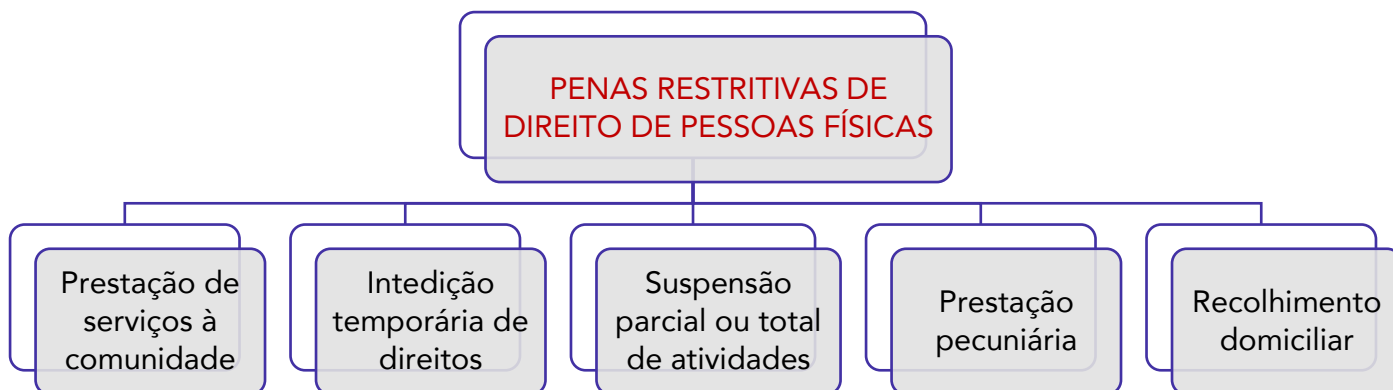 PENAS RESTRITIVAS DE
DIREITO DE PESSOAS FÍSICAS
Prestação de
serviços à
comunidade
Intedição
temporária de
direitos
Suspensão
parcial ou total
de atividades
Prestação
pecuniária
Recolhimento
domiciliar